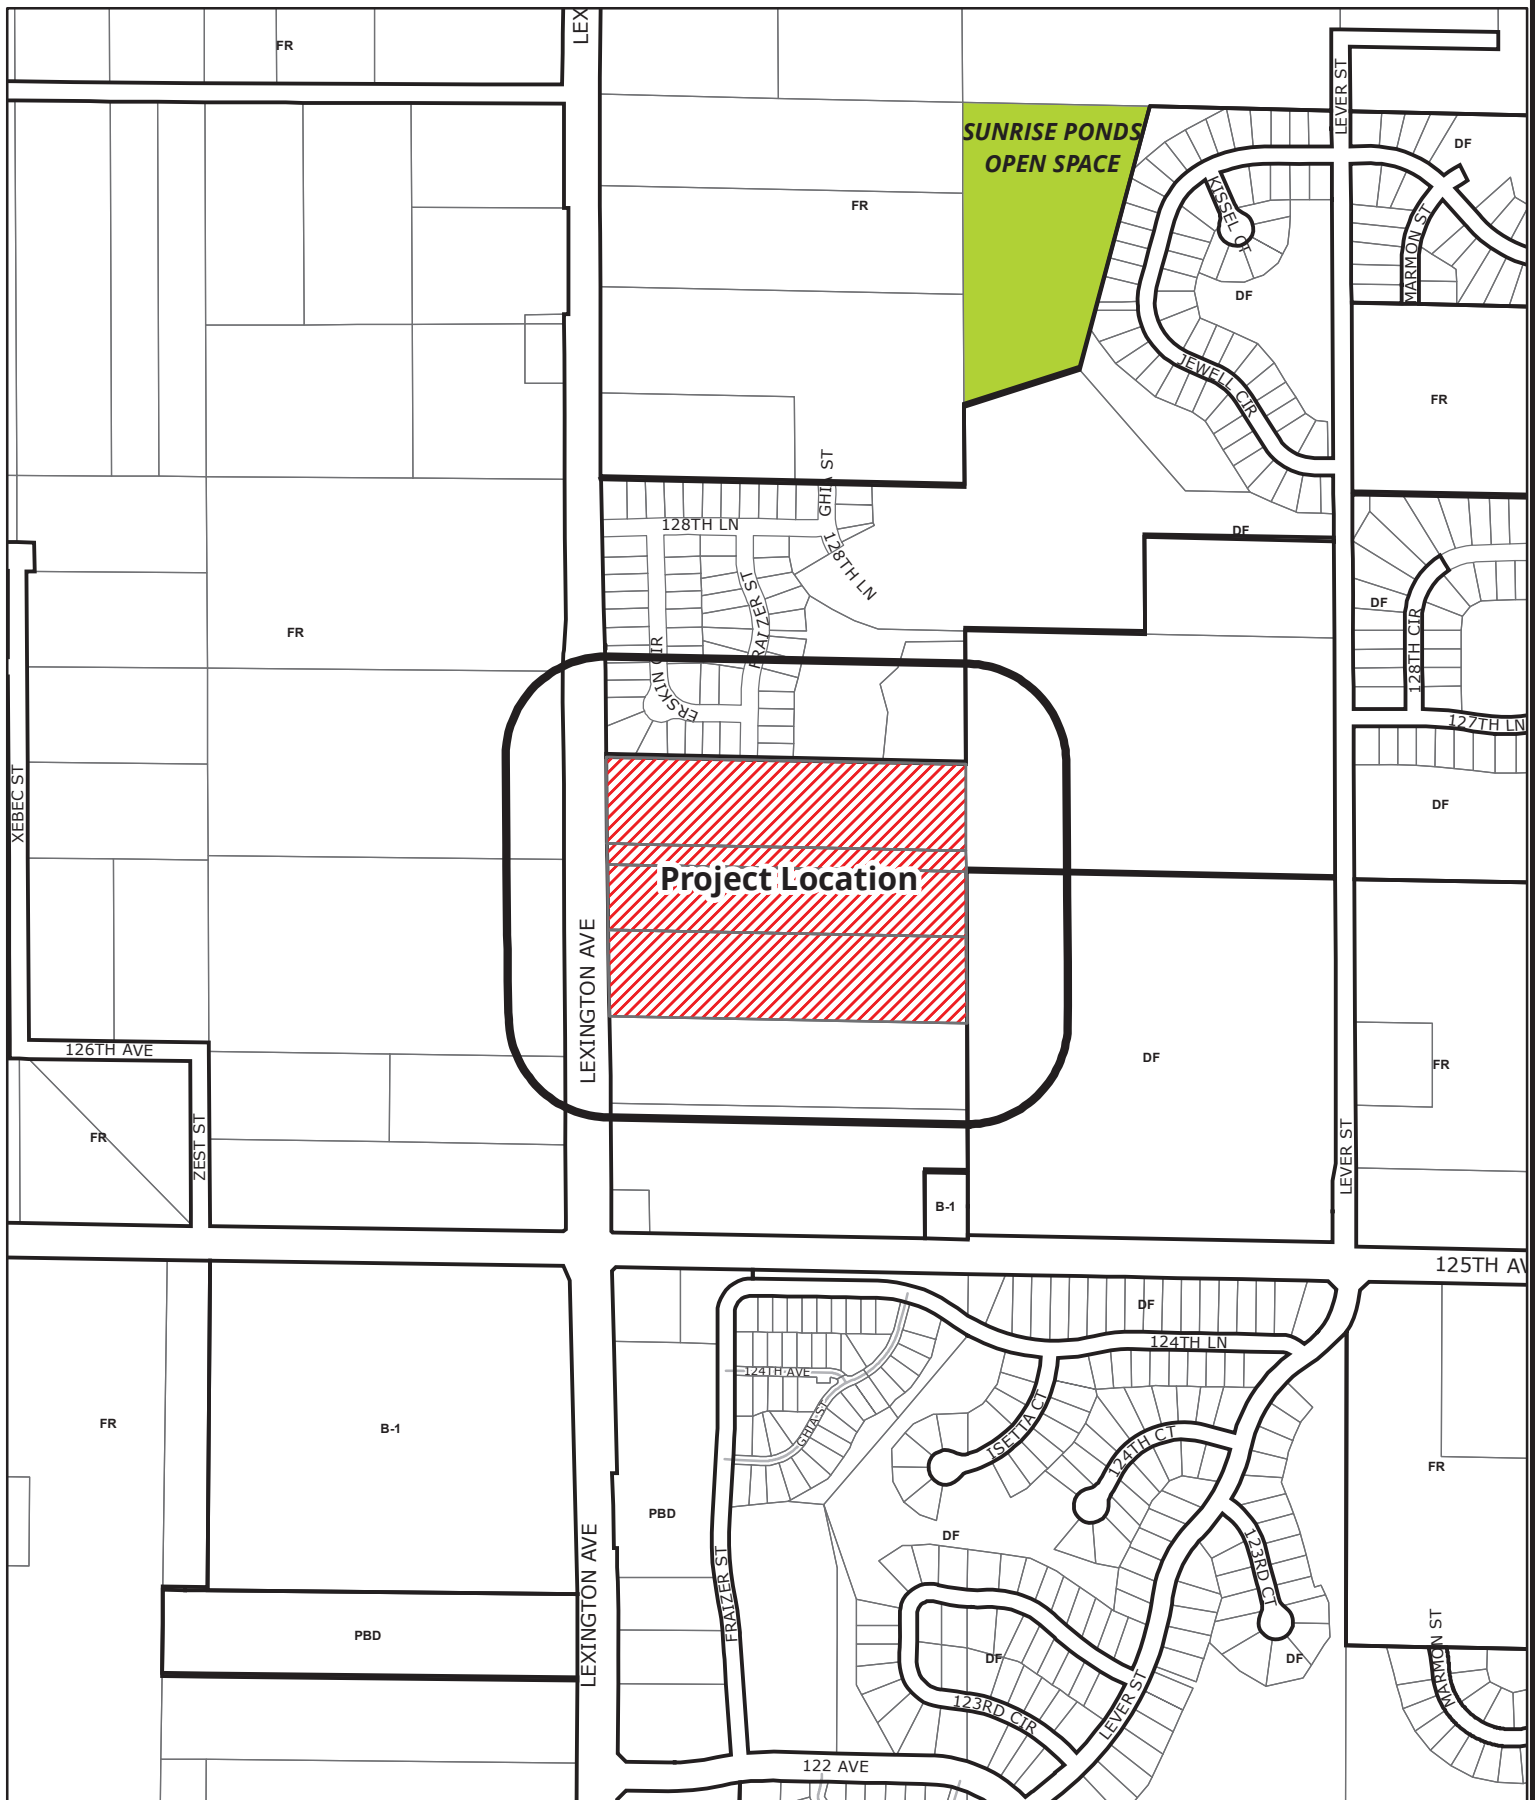 FR
LEX
LEVER ST
SUNRISE PONDS
OPEN SPACE
DF
FR
KISSEL CT
MARMON ST
DF
JEWELL CIR
FR
GHIA ST
128TH LN
DF
128TH LN
FRAIZER ST
DF
FR
128TH CIR
ERSKIN CIR
127TH LN
XEBEC ST
DF
Project Location
LEXINGTON AVE
126TH AVE
DF
FR
FR
ZEST ST
LEVER ST
B-1
125TH AV
DF
124TH LN
124TH AVE
FR
B-1
GHIA ST
ISETTA CT
124TH CT
FR
PBD
DF
123RD CT
LEXINGTON AVE
FRAIZER ST
PBD
DF
DF
MARMON ST
123RD CIR
LEVER ST
122 AVE